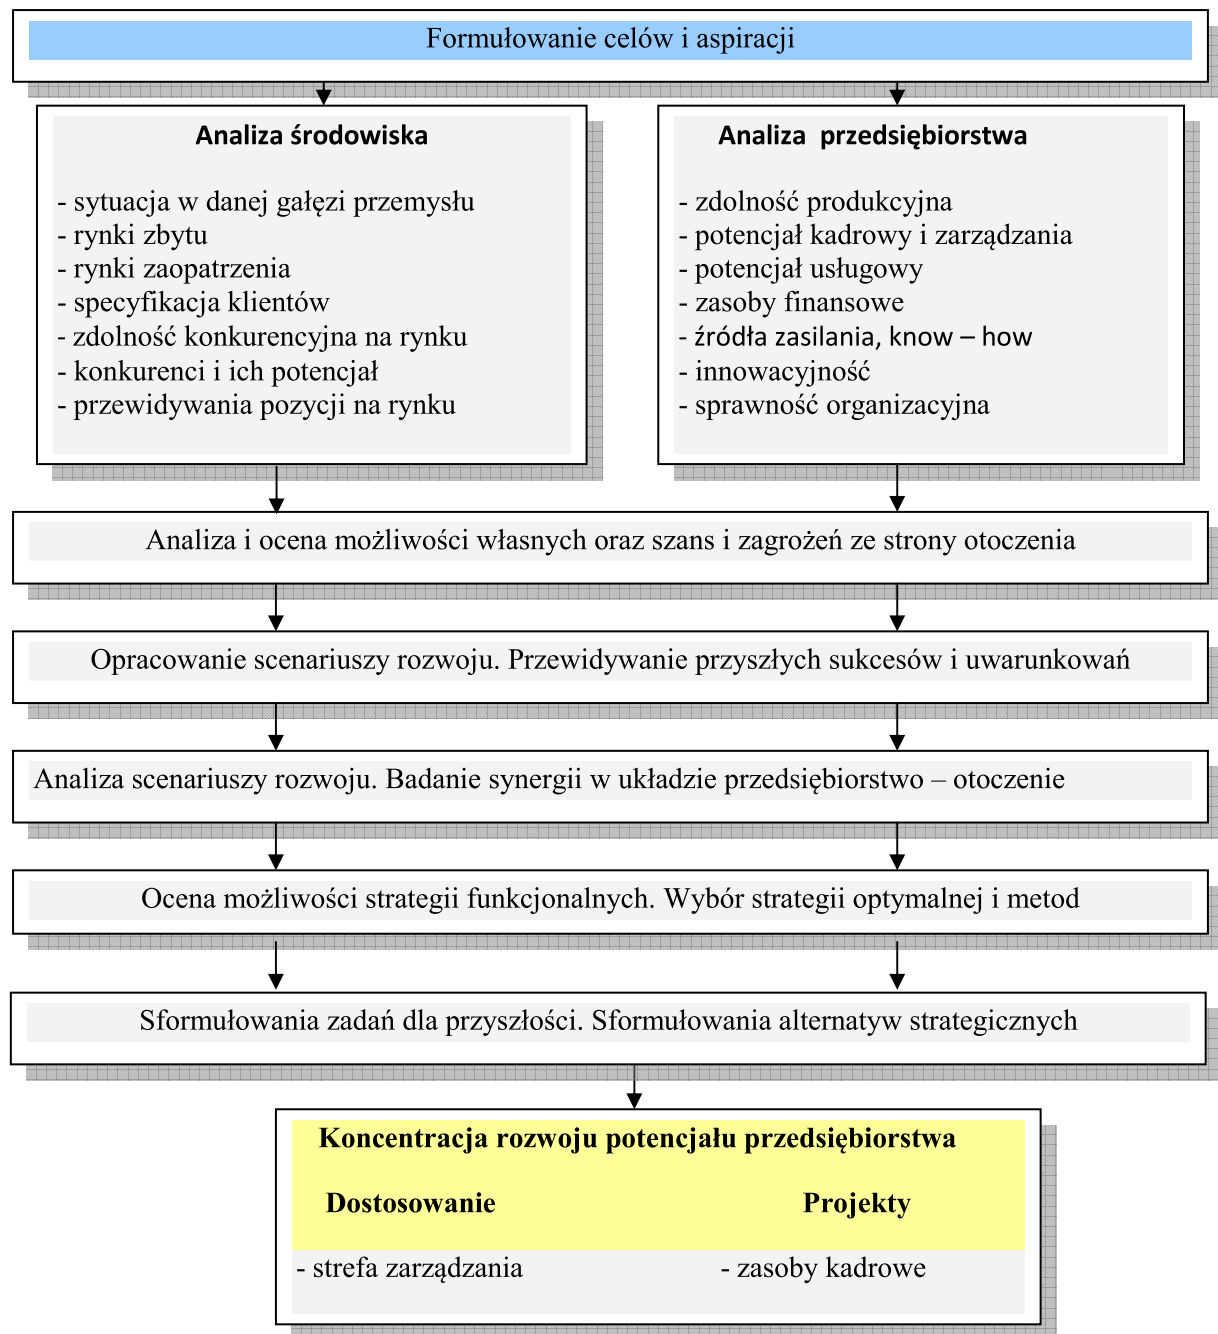 Formułowanie celów i aspiracji
Analiza środowiska
- sytuacja w danej gałęzi przemysłu
- rynki zbytu
- rynki zaopatrzenia
- specyfikacja klientów
- zdolność konkurencyjna na rynku
- konkurenci i ich potencjał
- przewidywania pozycji na rynku
Analiza przedsiębiorstwa
- zdolność produkcyjna
- potencjał kadrowy i zarządzania
- potencjał usługowy
- zasoby finansowe
- źródła zasilania, know – how
- innowacyjność
- sprawność organizacyjna
Analiza i ocena możliwości własnych oraz szans i zagrożeń ze strony otoczenia
Opracowanie scenariuszy rozwoju. Przewidywanie przyszłych sukcesów i uwarunkowań
Analiza scenariuszy rozwoju. Badanie synergii w układzie przedsiębiorstwo – otoczenie
Ocena możliwości strategii funkcjonalnych. Wybór strategii optymalnej i metod
Sformułowania zadań dla przyszłości. Sformułowania alternatyw strategicznych
Koncentracja rozwoju potencjału przedsiębiorstwa
Dostosowanie Projekty
- strefa zarządzania - zasoby kadrowe